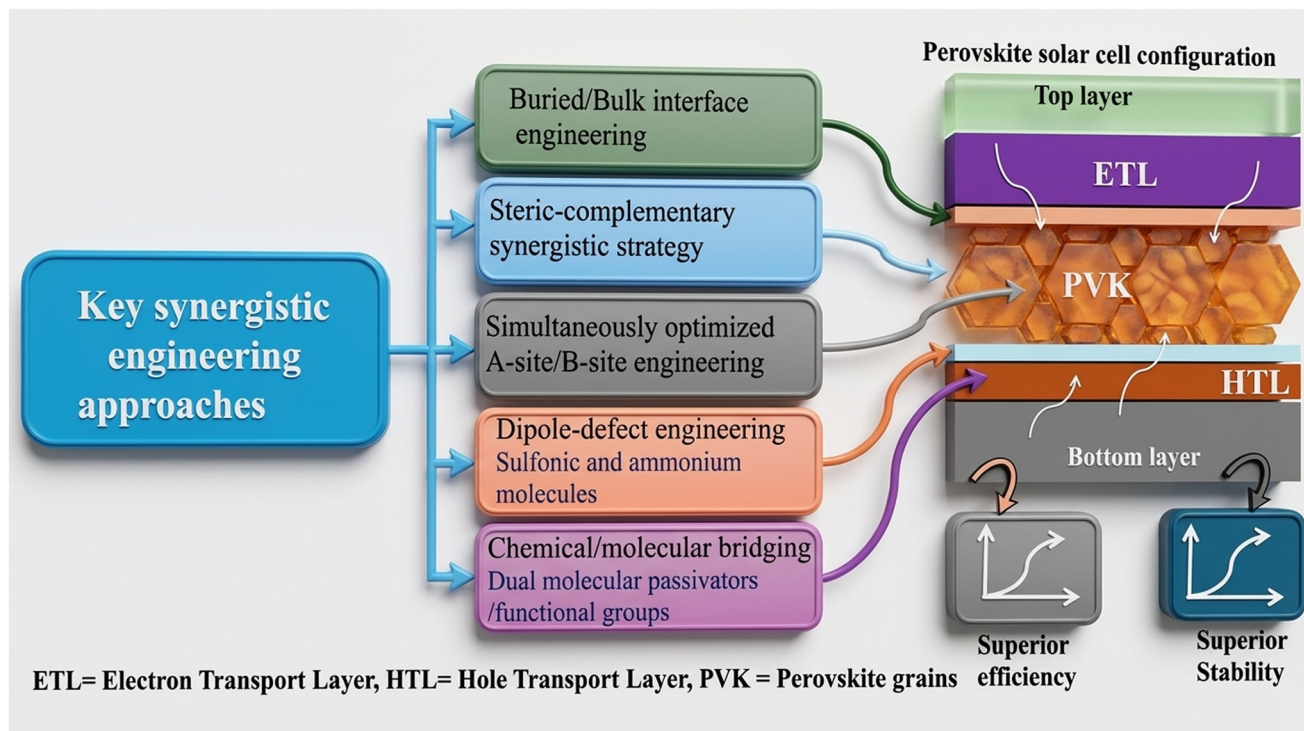 Key synergistic
engineering
approaches
Buried/Bulk interface
engineering
Steric-complementary
synergistic strategy
Simultaneously optimized
A-site/B-site engineering
Dipole-defect engineering
Sulfonic and ammonium
molecules
Chemical/molecular bridging
Dual molecular passivators
/functional groups
Perovskite solar cell configuration
Top layer
ETL
PVK
HTL
Bottom layer
Superior
efficiency
Superior
Stability
ETL= Electron Transport Layer, HTL= Hole Transport Layer, PVK = Perovskite grains